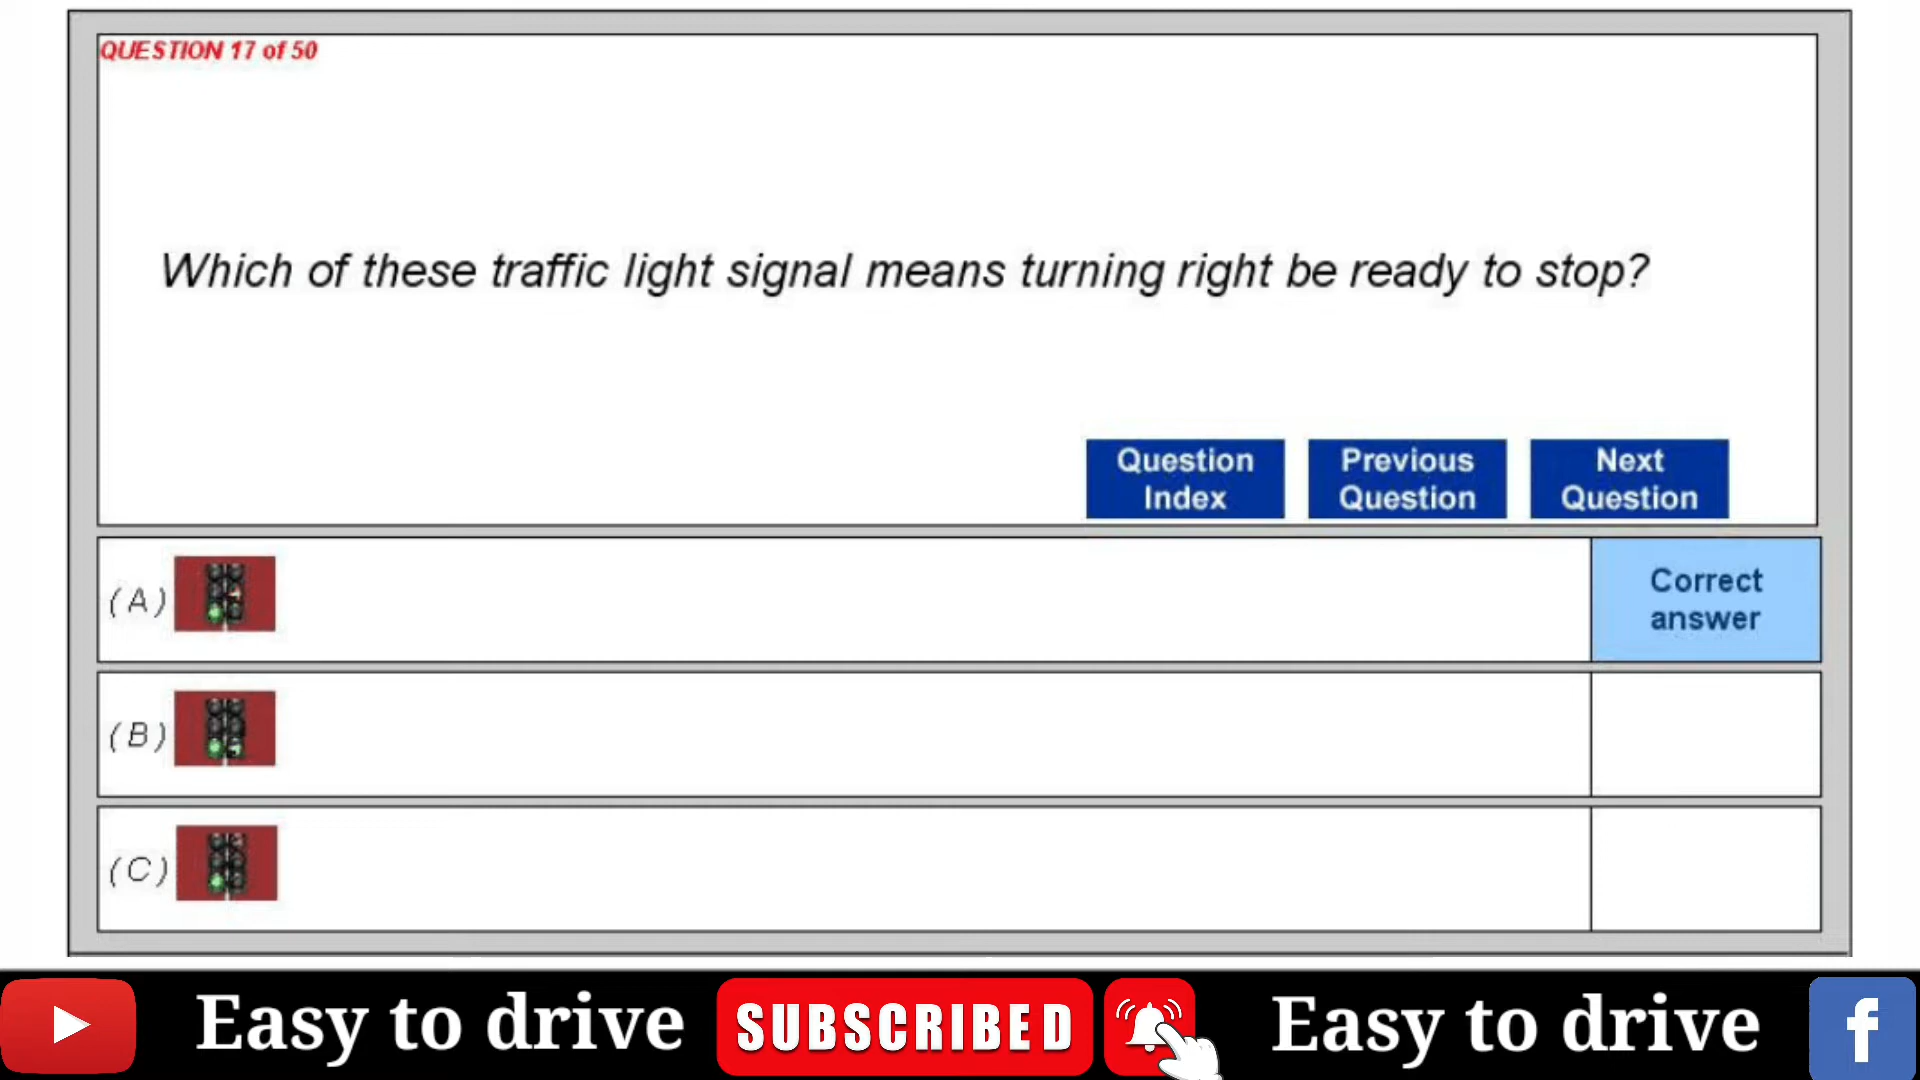 QUESTION 17 of 50
Which of these traffic light signal means turning right be ready to stop?
Question Index
Previous Question
Next Question
(A)
Correct answer
(B)
(C)
Easy to drive
SUBSCRIBED
Easy to drive
f